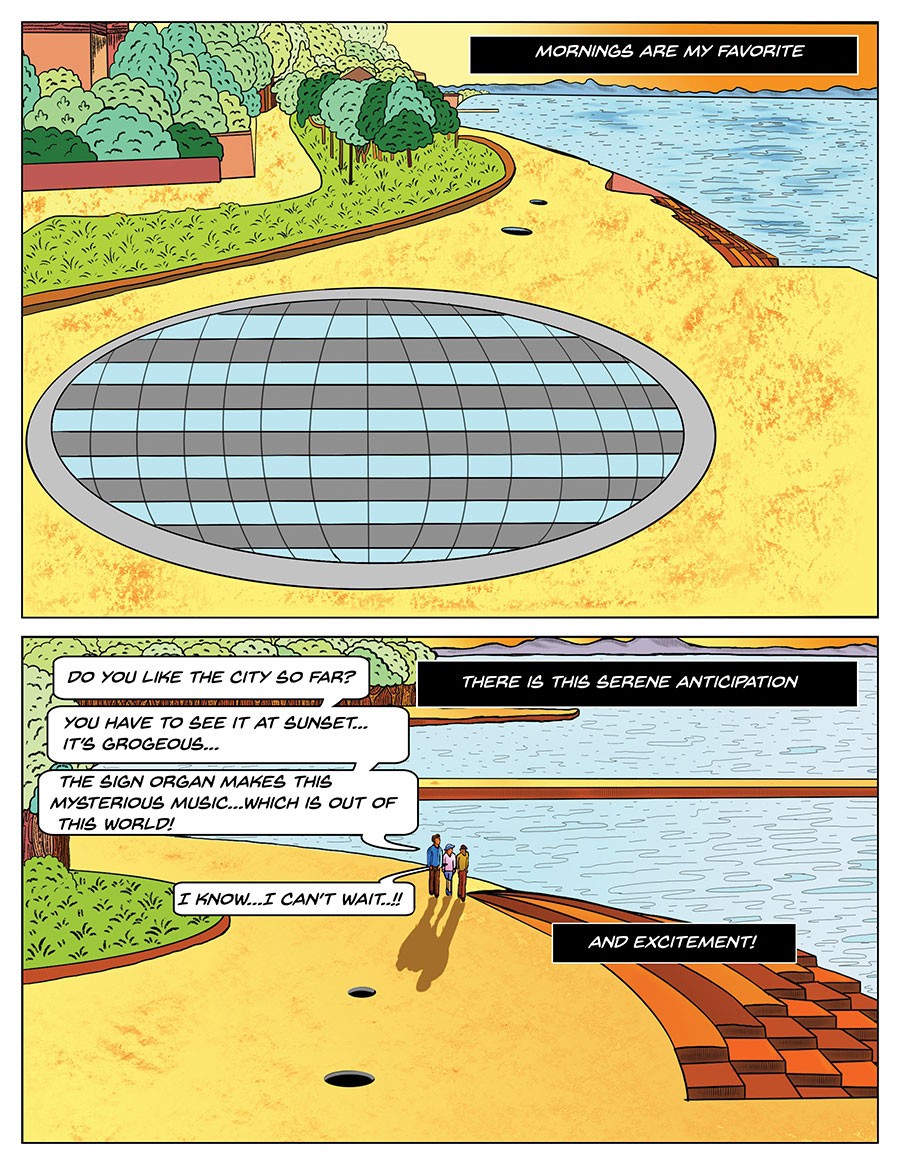 MORNINGS ARE MY FAVORITE
DO YOU LIKE THE CITY SO FAR?
THERE IS THIS SERENE ANTICIPATION
YOU HAVE TO SEE IT AT SUNSET...
IT'S GROGEOUS...
THE SIGN ORGAN MAKES THIS
MYSTERIOUS MUSIC...WHICH IS OUT OF
THIS WORLD!
I KNOW...I CAN'T WAIT..!!
AND EXCITEMENT!